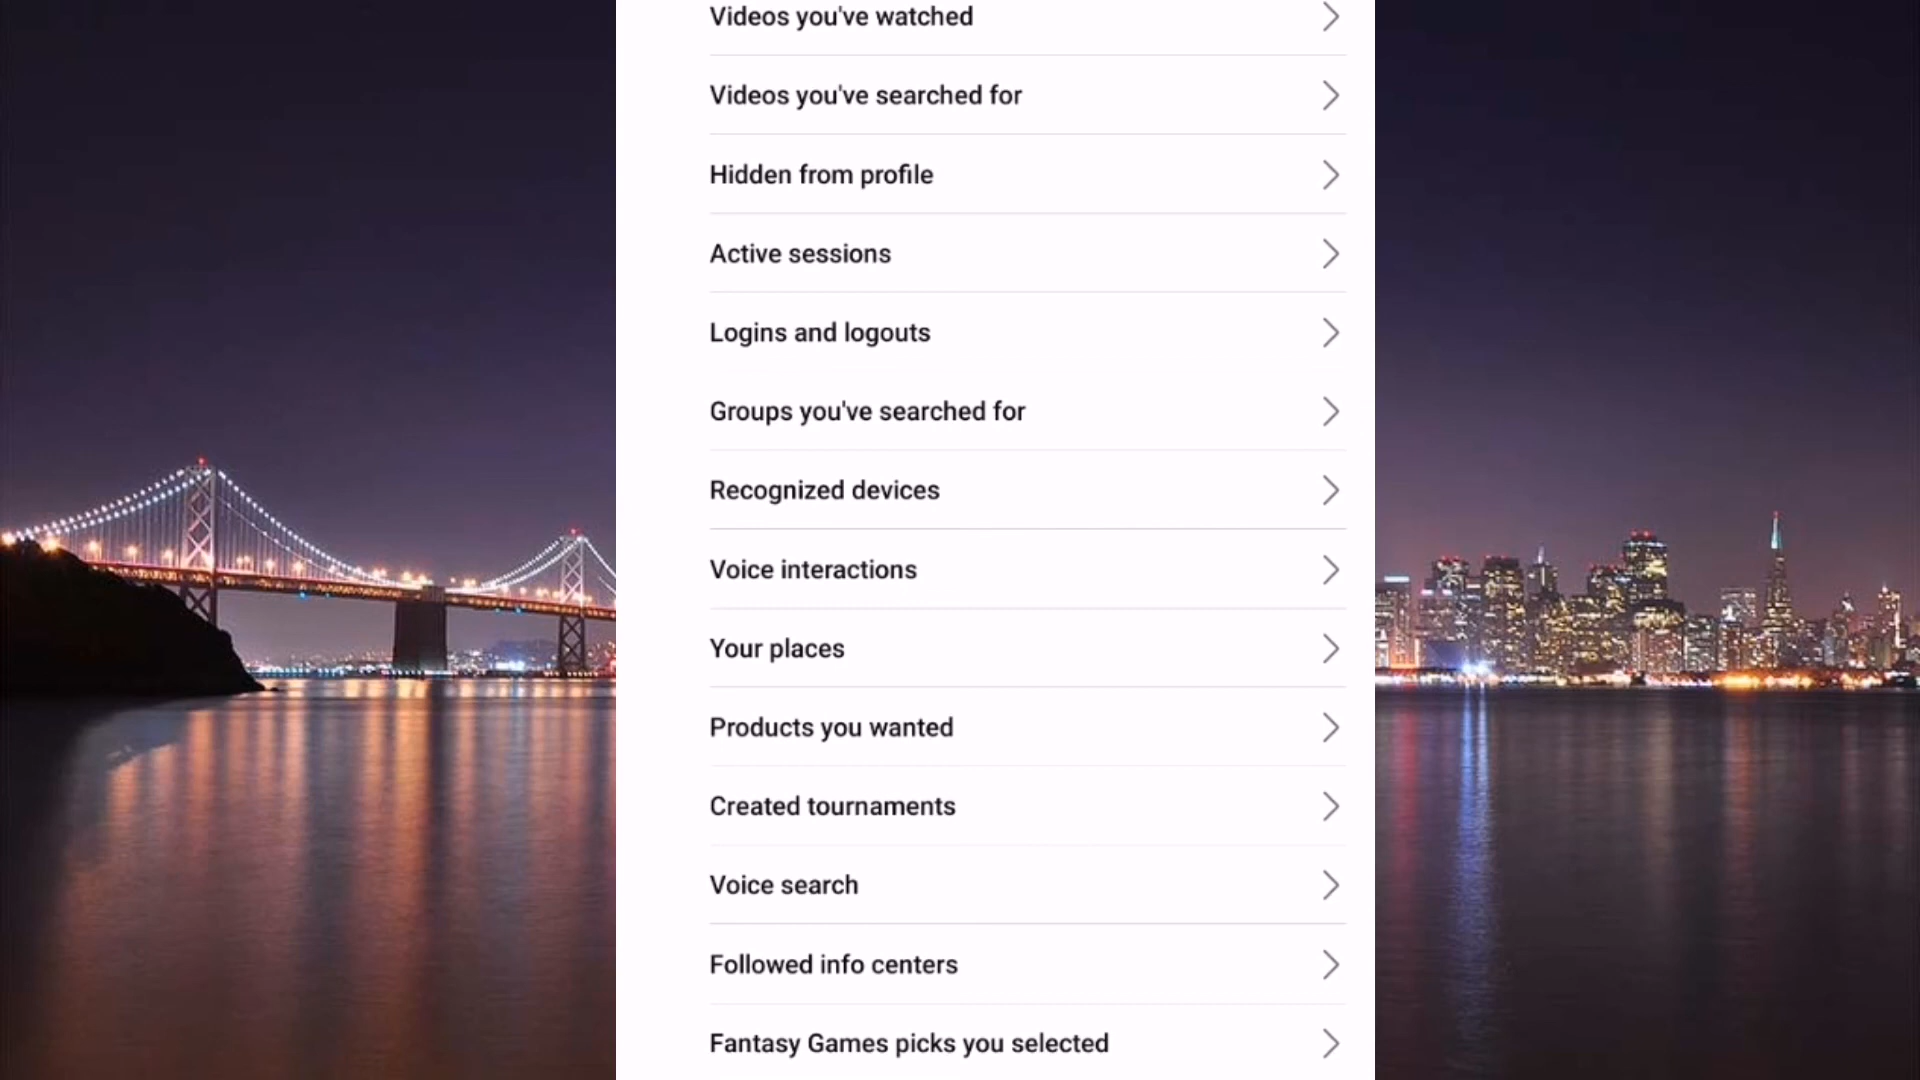 Videos you've watched
Videos you've searched for
Hidden from profile
Active sessions
Logins and logouts
Groups you've searched for
Recognized devices
Voice interactions
Your places
Products you wanted
Created tournaments
Voice search
Followed info centers
Fantasy Games picks you selected